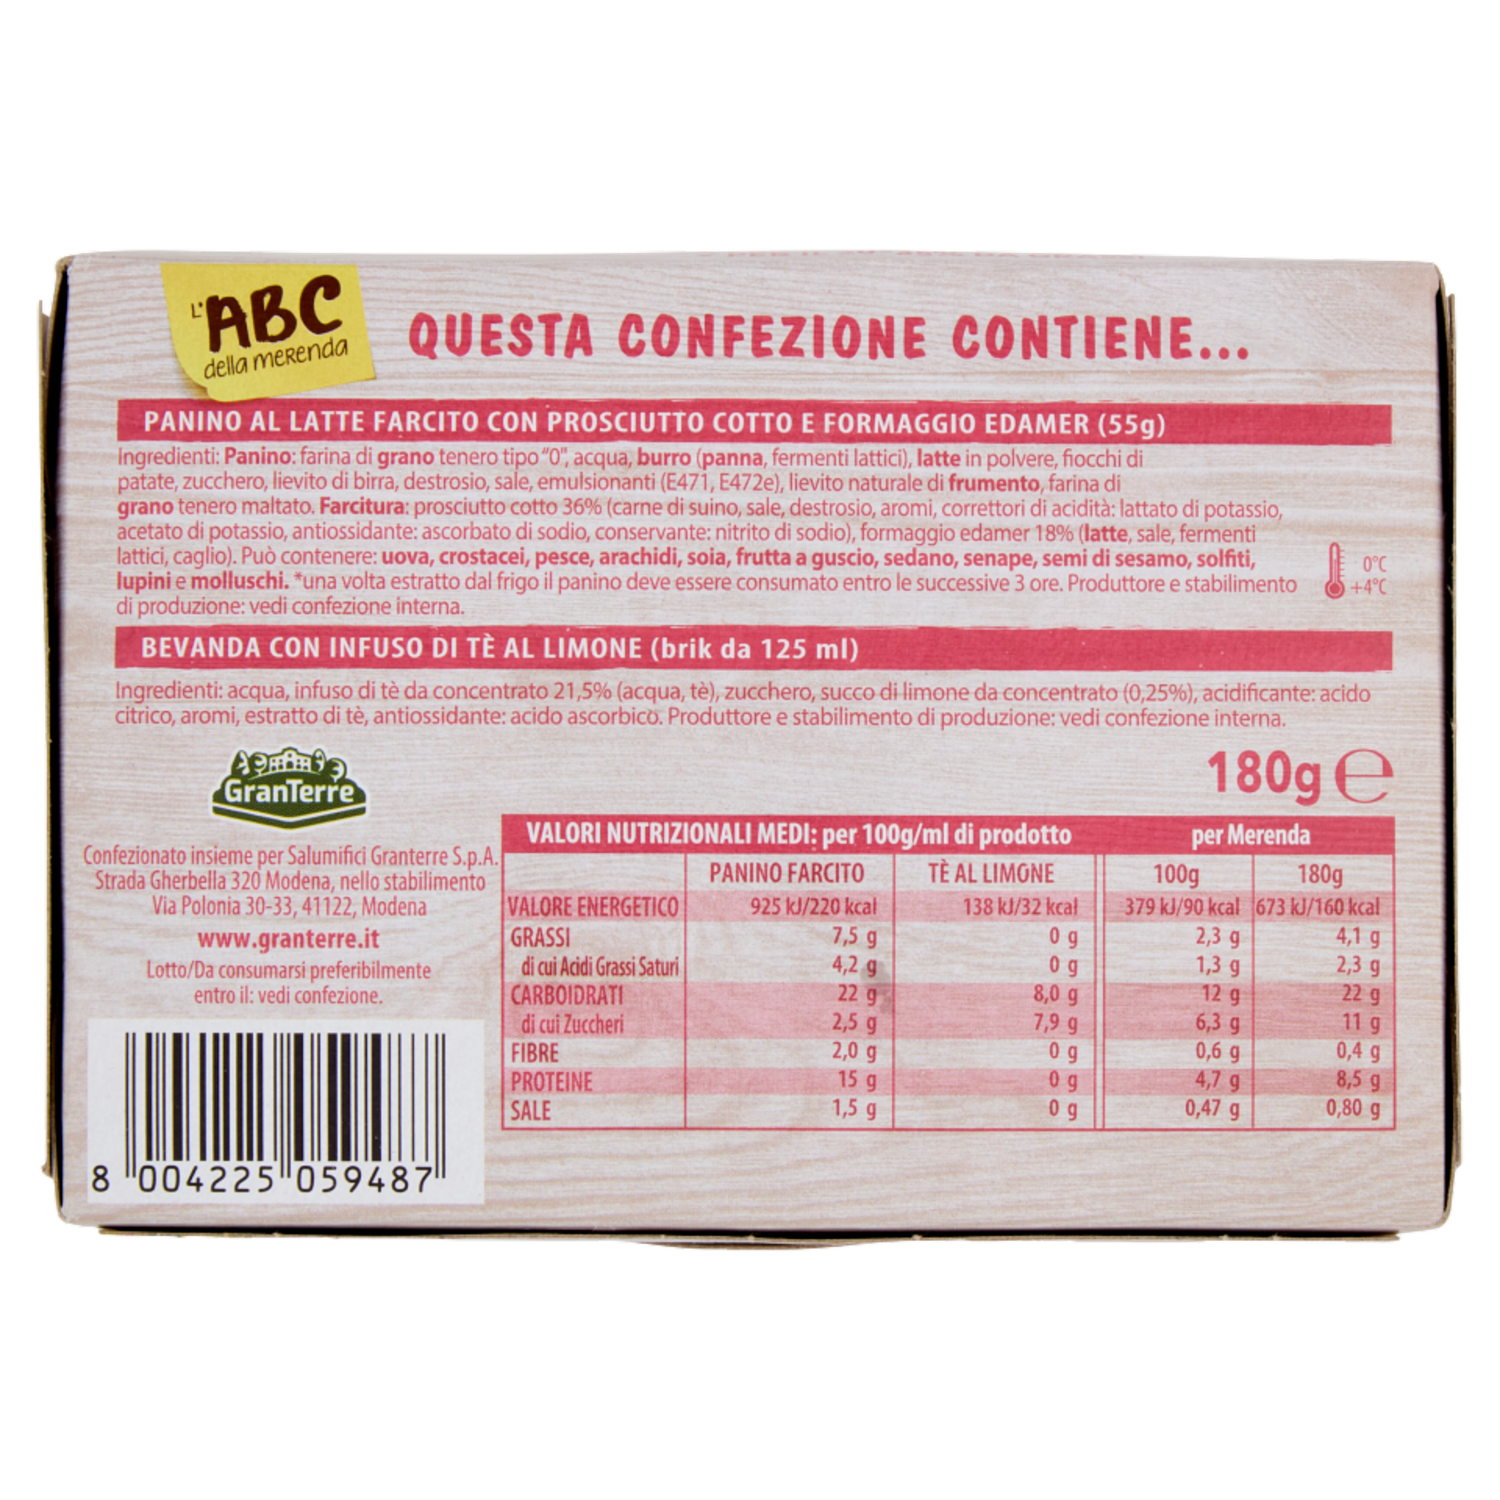 L'ABC
della merenda
QUESTA CONFEZIONE CONTIENE...
PANINO AL LATTE FARCITO CON PROSCIUTTO COTTO E FORMAGGIO EDAMER (55g)
Ingredienti: Panino: farina di grano tenero tipo "0", acqua, burro (panna, fermenti lattici), latte in polvere, fiocchi di
patate, zucchero, lievito di birra, destrosio, sale, emulsionanti (E471, E472e), lievito naturale di frumento, farina di
grano tenero maltato. Farcitura: prosciutto cotto 36% (carne di suino, sale, destrosio, aromi, correttori di acidità: lattato di potassio,
acetato di potassio, antiossidante: ascorbato di sodio, conservante: nitrito di sodio), formaggio edamer 18% (latte, sale, fermenti
lattici, caglio). Può contenere: uova, crostacei, pesce, arachidi, soia, frutta a guscio, sedano, senape, semi di sesamo, solfiti,
lupini e molluschi. *una volta estratto dal frigo il panino deve essere consumato entro le successive 3 ore. Produttore e stabilimento
di produzione: vedi confezione interna.
0°C
+4°C
BEVANDA CON INFUSO DI TÈ AL LIMONE (brik da 125 ml)
Ingredienti: acqua, infuso di tè da concentrato 21,5% (acqua, tè), zucchero, succo di limone da concentrato (0,25%), acidificante: acido
citrico, aromi, estratto di tè, antiossidante: acido ascorbico. Produttore e stabilimento di produzione: vedi confezione interna.
180g e
GranTerre
Confezionato insieme per Salumifici Granterre S.p.A.
Strada Gherbella 320 Modena, nello stabilimento
Via Polonia 30-33, 41122, Modena
www.granterre.it
Lotto/Da consumarsi preferibilmente
entro il: vedi confezione.
8 004225 059487
VALORI NUTRIZIONALI MEDI: per 100g/ml di prodotto per Merenda
PANINO FARCITO TÈ AL LIMONE 100g 180g
VALORE ENERGETICO 925 kJ/220 kcal 138 kJ/32 kcal 379 kJ/90 kcal 673 kJ/160 kcal
GRASSI 7,5 g 0 g 2,3 g 4,1 g
di cui Acidi Grassi Saturi 4,2 g 0 g 1,3 g 2,3 g
CARBOIDRATI 22 g 8,0 g 12 g 22 g
di cui Zuccheri 2,5 g 7,9 g 6,3 g 11 g
FIBRE 2,0 g 0 g 0,6 g 0,4 g
PROTEINE 15 g 0 g 4,7 g 8,5 g
SALE 1,5 g 0 g 0,47 g 0,80 g